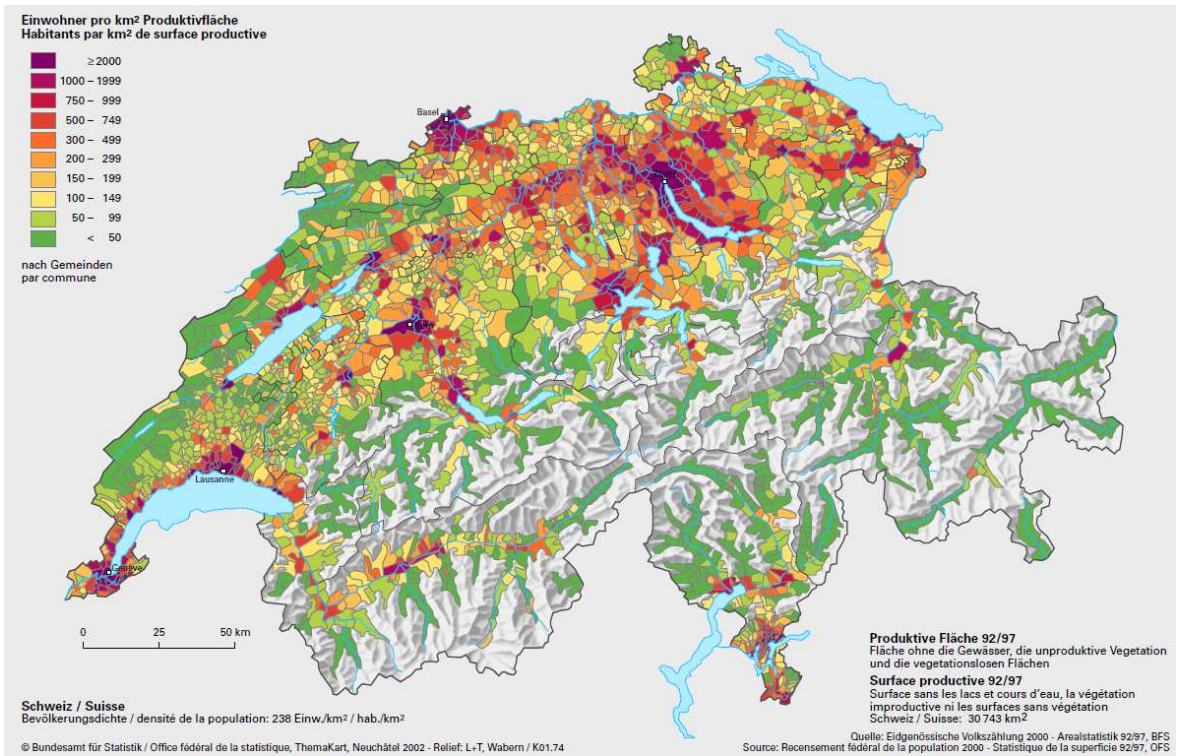 Einwohner pro km² Produktivfläche
Habitants par km² de surface productive
≥ 2000
1000 – 1999
750 – 999
500 – 749
300 – 499
200 – 299
150 – 199
100 – 149
50 – 99
< 50
nach Gemeinden
par commune
Basel
Lausanne
Genève
0 25 50 km
Produktive Fläche 92/97
Fläche ohne die Gewässer, die unproduktive Vegetation
und die vegetationslosen Flächen
Surface productive 92/97
Surface sans les lacs et cours d'eau, la végétation
improductive ni les surfaces sans végétation
Schweiz / Suisse: 30 743 km²
Schweiz / Suisse
Bevölkerungsdichte / densité de la population: 238 Einw./km² / hab./km²
Quelle: Eidgenössische Volkszählung 2000 - Arealstatistik 92/97, BFS
© Bundesamt für Statistik / Office fédéral de la statistique, ThemaKart, Neuchâtel 2002 - Relief: L+T, Wabern / K01.74
Source: Recensement fédéral de la population 2000 - Statistique de la superficie 92/97, OFS